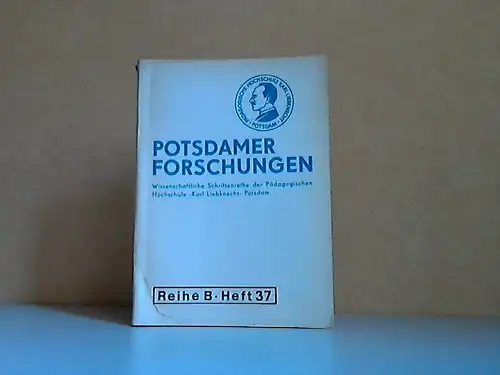 PÄDAGOGISCHE HOCHSCHULE KARL LIEBKNECHT
· POTSDAM ·
POTSDAMER
FORSCHUNGEN
Wissenschaftliche Schriftenreihe der Pädagogischen
Hochschule »Karl Liebknecht« Potsdam
Reihe B · Heft 37